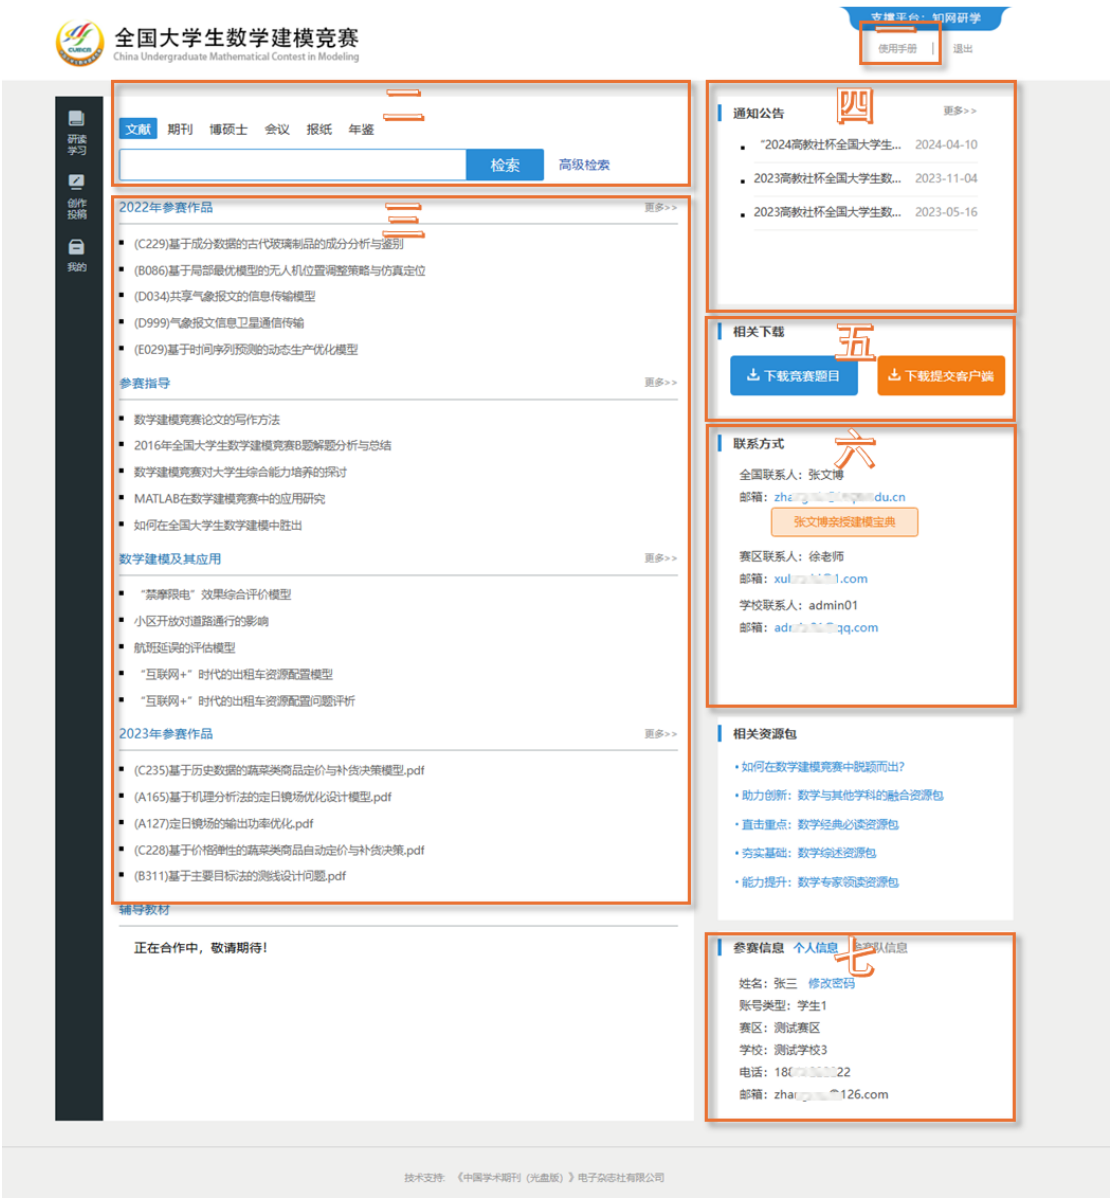 全国大学生数学建模竞赛
China Undergraduate Mathematical Contest in Modeling
CUMCM
支撑平台：知网研学
一
使用手册 | 退出
研读学习
创作投稿
我的
二
文献 期刊 博硕士 会议 报纸 年鉴
检索 高级检索
三
2022年参赛作品 更多>>
(C229)基于成分数据的古代玻璃制品的成分分析与鉴别
(B086)基于局部最优模型的无人机位置调整策略与仿真定位
(D034)共享气象报文的信息传输模型
(D999)气象报文信息卫星通信传输
(E029)基于时间序列预测的动态生产优化模型
参赛指导 更多>>
数学建模竞赛论文的写作方法
2016年全国大学生数学建模竞赛B题解题分析与总结
数学建模竞赛对大学生综合能力培养的探讨
MATLAB在数学建模竞赛中的应用研究
如何在全国大学生数学建模中胜出
数学建模及其应用 更多>>
“禁摩限电”效果综合评价模型
小区开放对道路通行的影响
航班延误的评估模型
“互联网+”时代的出租车资源配置模型
“互联网+”时代的出租车资源配置问题评析
2023年参赛作品 更多>>
(C235)基于历史数据的蔬菜类商品定价与补货决策模型.pdf
(A165)基于机理分析法的定日镜场优化设计模型.pdf
(A127)定日镜场的输出功率优化.pdf
(C228)基于价格弹性的蔬菜类商品自动定价与补货决策.pdf
(B311)基于主要目标法的测线设计问题.pdf
辅导教材
正在合作中，敬请期待！
四
通知公告 更多>>
“2024高教社杯全国大学生... 2024-04-10
2023高教社杯全国大学生数... 2023-11-04
2023高教社杯全国大学生数... 2023-05-16
五
相关下载
下载竞赛题目 下载提交客户端
六
联系方式
全国联系人：张文博
邮箱：
张文博亲授建模宝典
赛区联系人：徐老师
邮箱：
学校联系人：admin01
邮箱：
相关资源包
如何在数学建模竞赛中脱颖而出?
助力创新：数学与其他学科的融合资源包
直击重点：数学经典必读资源包
夯实基础：数学综述资源包
能力提升：数学专家领读资源包
七
参赛信息 个人信息 参赛队信息
姓名：张三 修改密码
账号类型：学生1
赛区：测试赛区
学校：测试学校3
电话：
邮箱：
技术支持：《中国学术期刊（光盘版）》电子杂志社有限公司